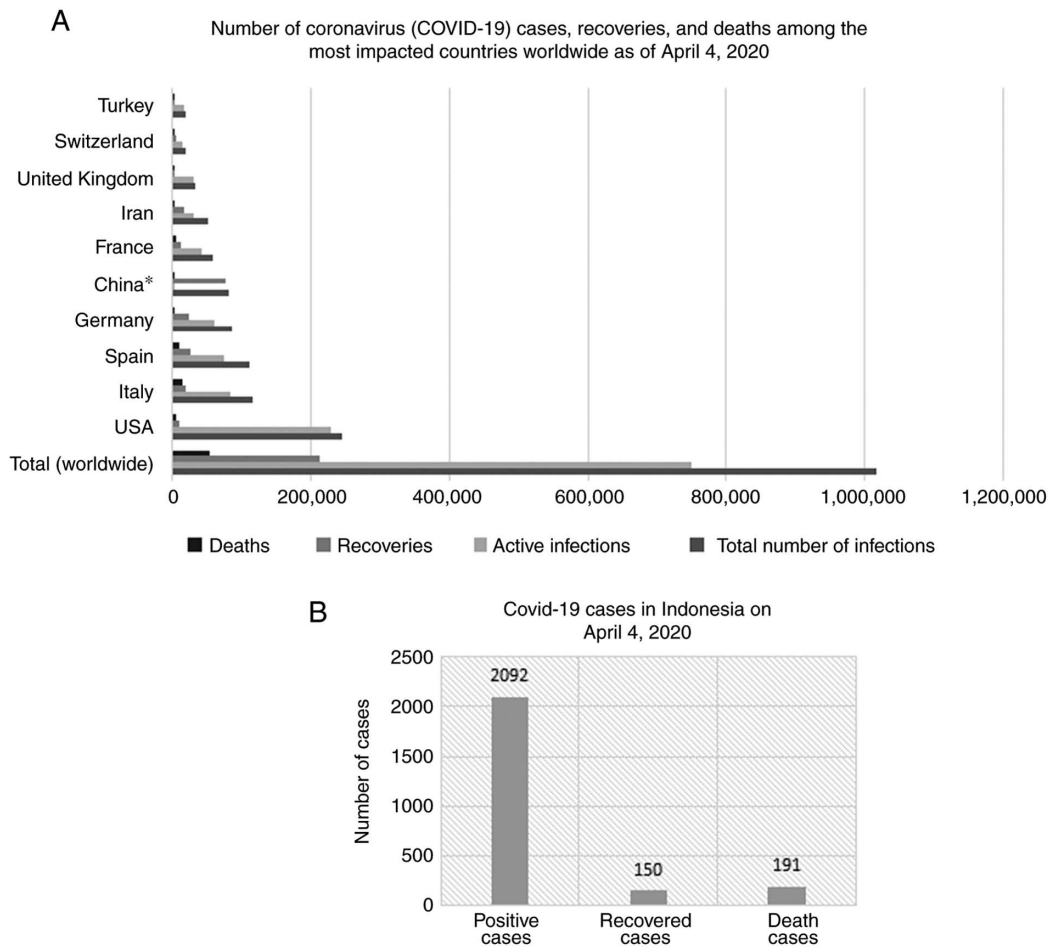 A
Number of coronavirus (COVID-19) cases, recoveries, and deaths among the
most impacted countries worldwide as of April 4, 2020
Turkey
Switzerland
United Kingdom
Iran
France
China*
Germany
Spain
Italy
USA
Total (worldwide)
0 200,000 400,000 600,000 800,000 1,000,000 1,200,000
Deaths Recoveries Active infections Total number of infections
B
Covid-19 cases in Indonesia on
April 4, 2020
Number of cases
2500
2000
1500
1000
500
0
2092
150
191
Positive
cases
Recovered
cases
Death
cases